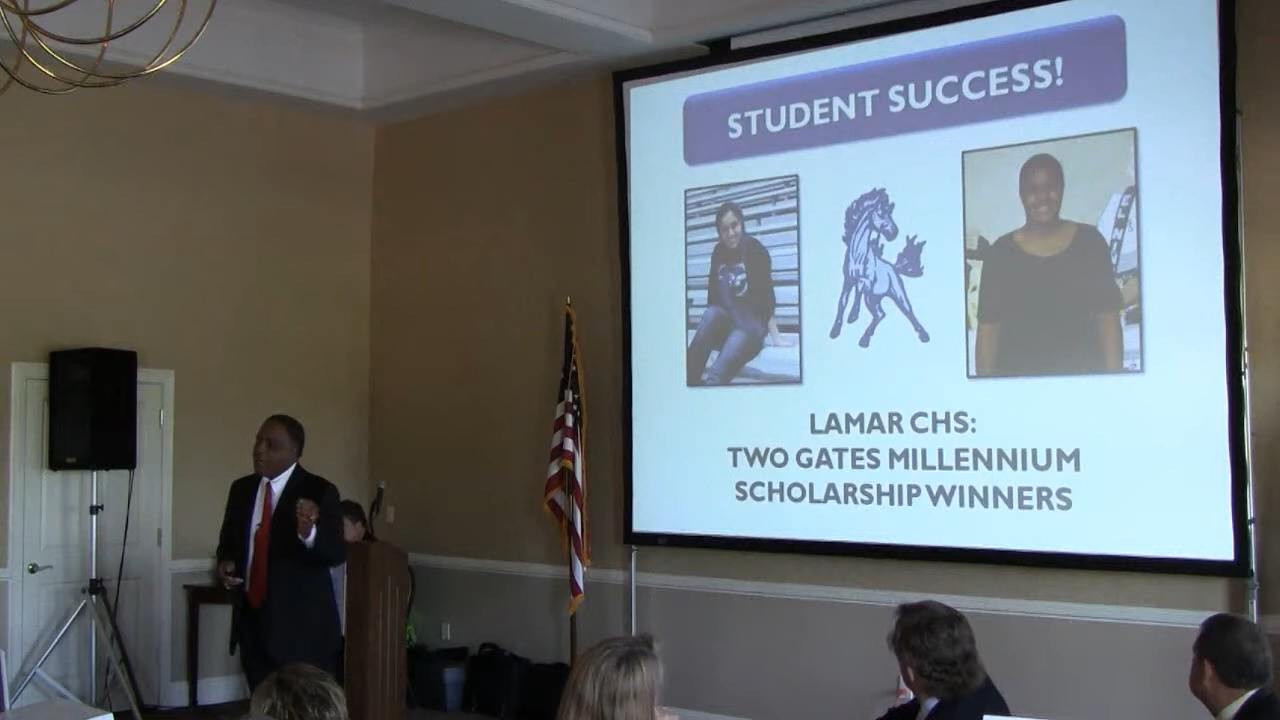 STUDENT SUCCESS!
LAMAR CHS:
TWO GATES MILLENNIUM
SCHOLARSHIP WINNERS